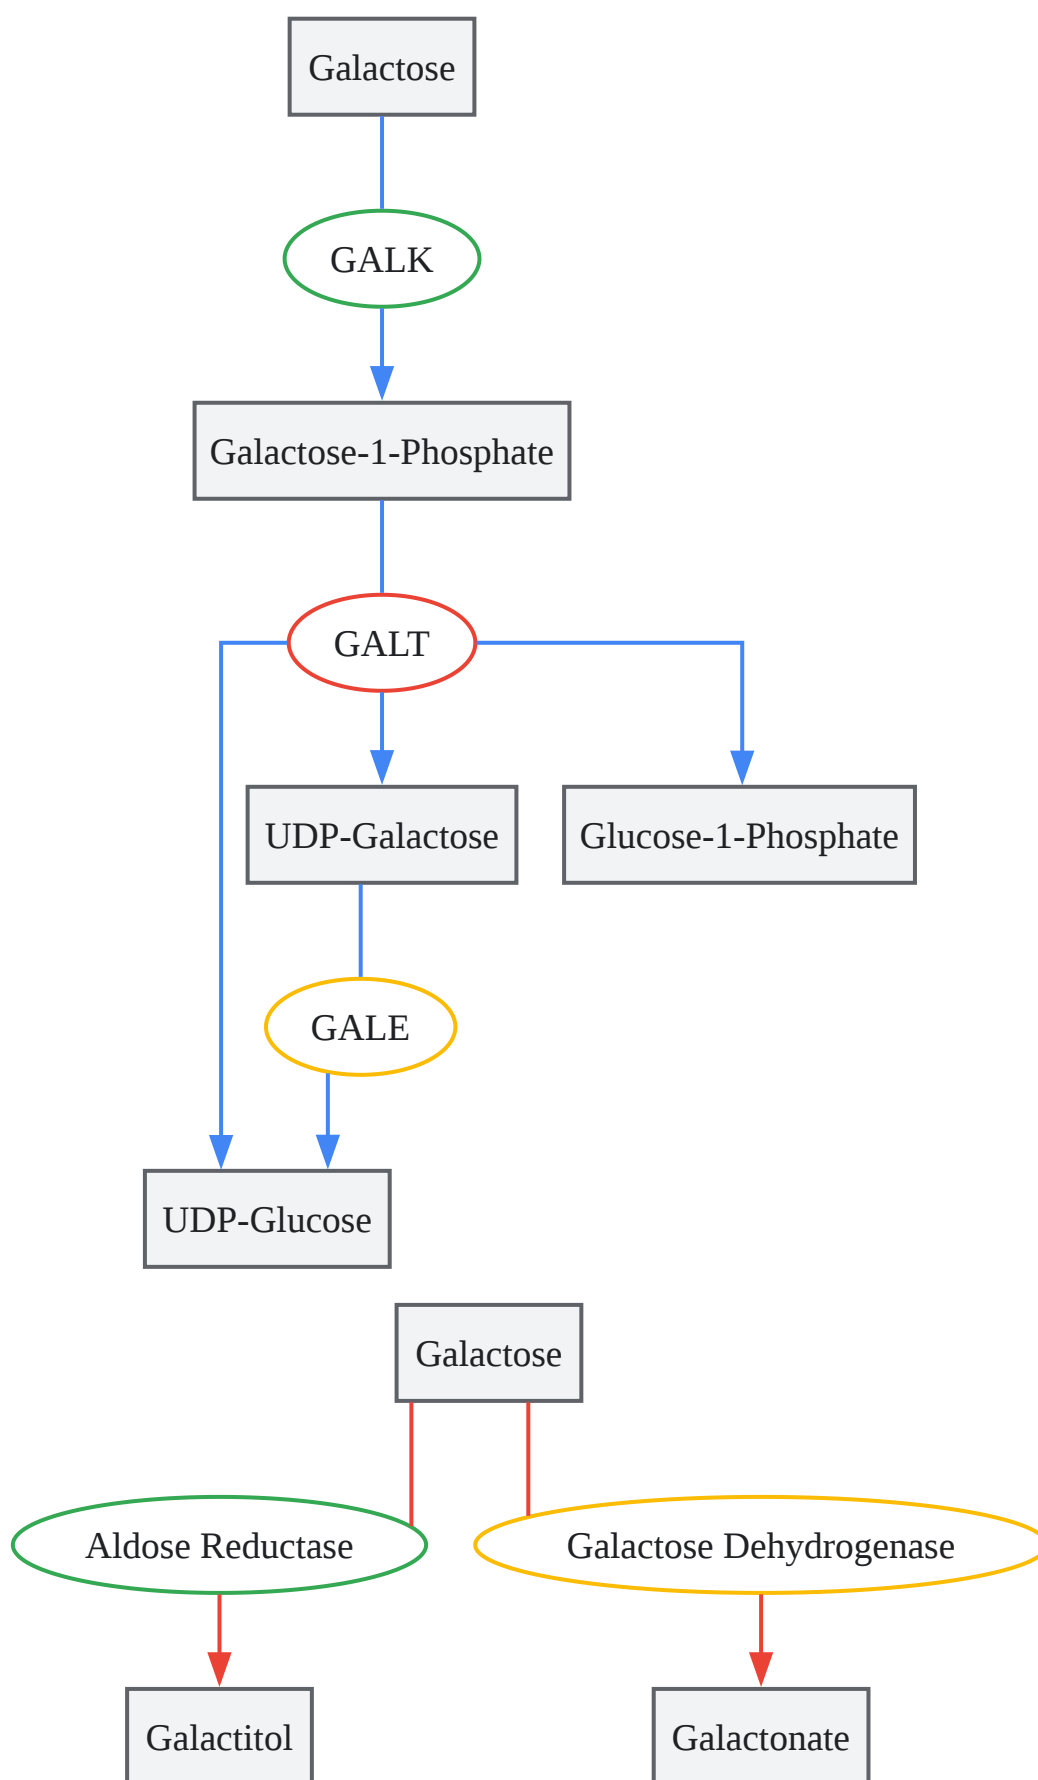 Galactose
GALK
Galactose-1-Phosphate
GALT
UDP-Galactose
Glucose-1-Phosphate
GALE
UDP-Glucose
Galactose
Aldose Reductase
Galactose Dehydrogenase
Galactitol
Galactonate